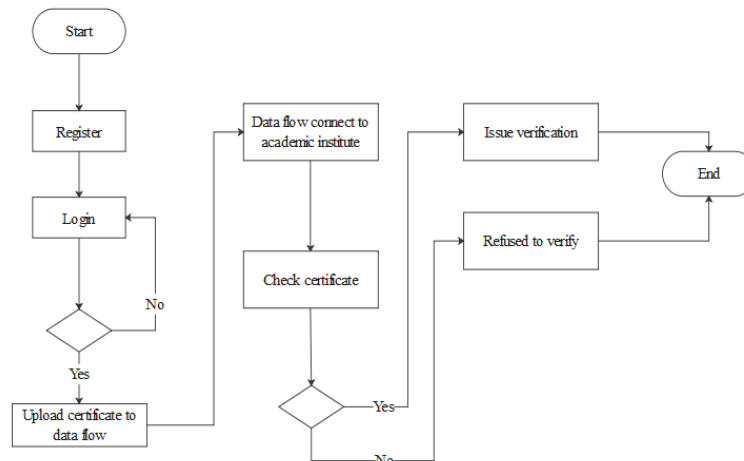 Start
Register
Login
No
Yes
Upload certificate to
data flow
Data flow connect to
academic institute
Check certificate
Yes
No
Issue verification
Refused to verify
End